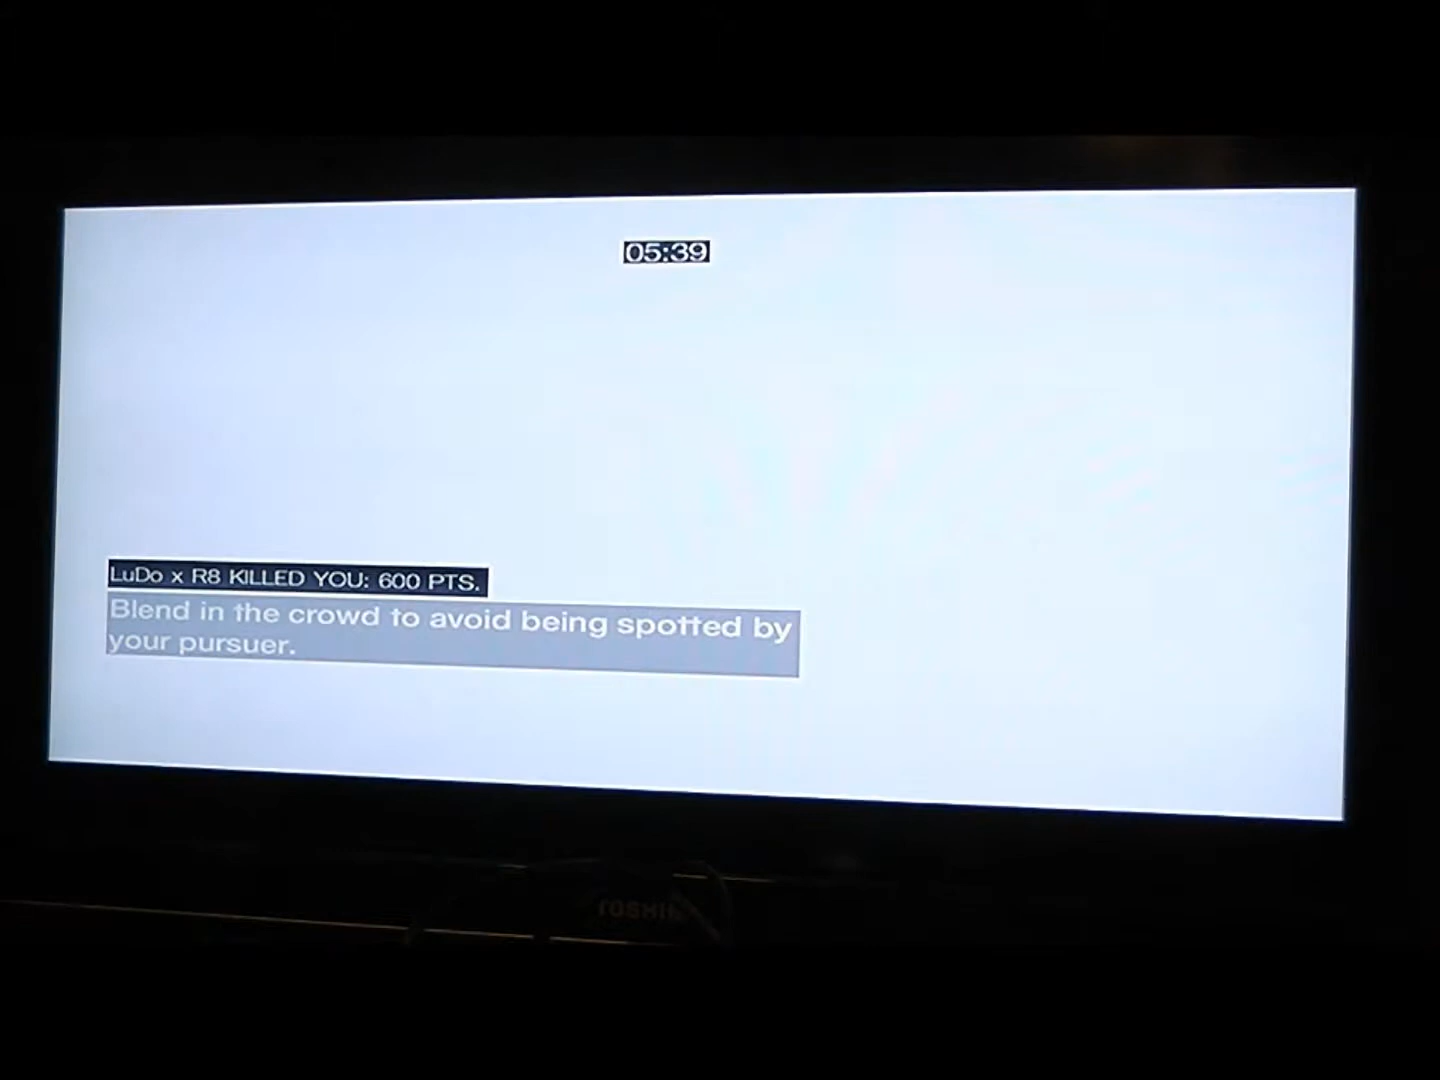 05:39
LuDo x R8 KILLED YOU: 600 PTS.
Blend in the crowd to avoid being spotted by
your pursuer.